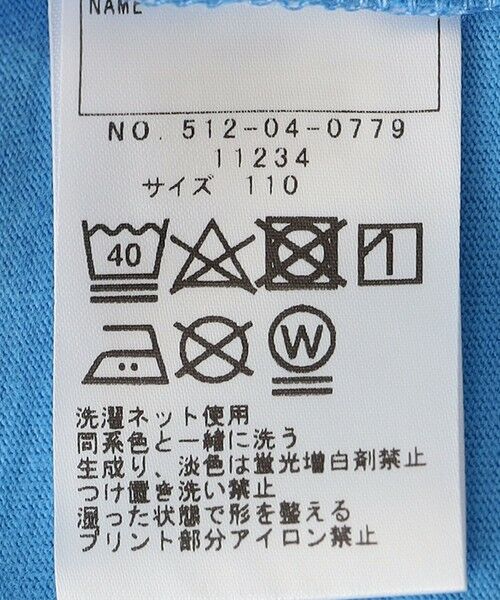 NAME
NO. 512-04-0779
11234
サイズ 110
40
W
洗濯ネット使用
同系色と一緒に洗う
生成り、淡色は蛍光増白剤禁止
つけ置き洗い禁止
湿った状態で形を整える
プリント部分アイロン禁止